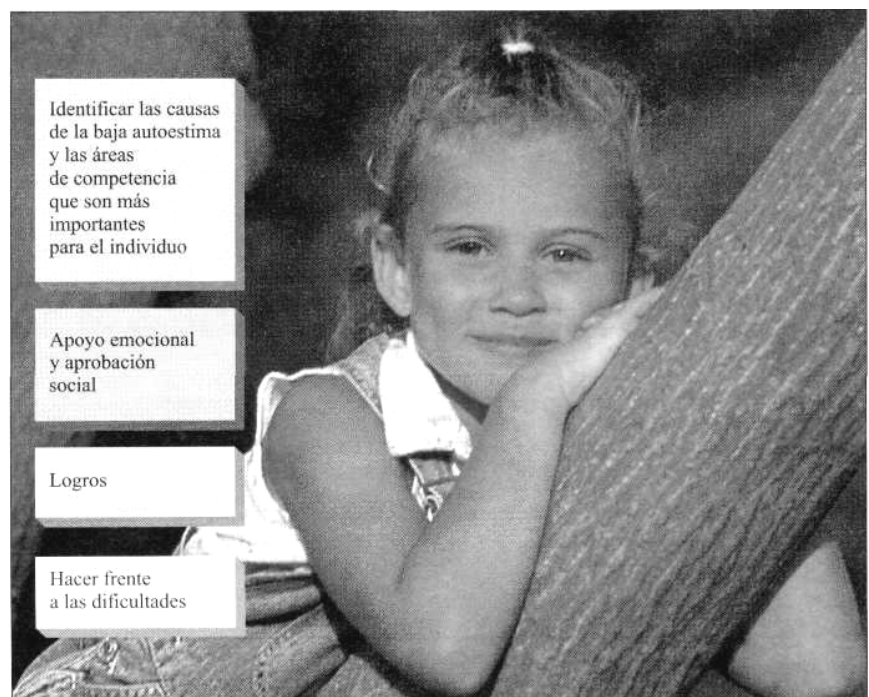 Identificar las causas
de la baja autoestima
y las áreas
de competencia
que son más
importantes
para el individuo
Apoyo emocional
y aprobación
social
Logros
Hacer frente
a las dificultades